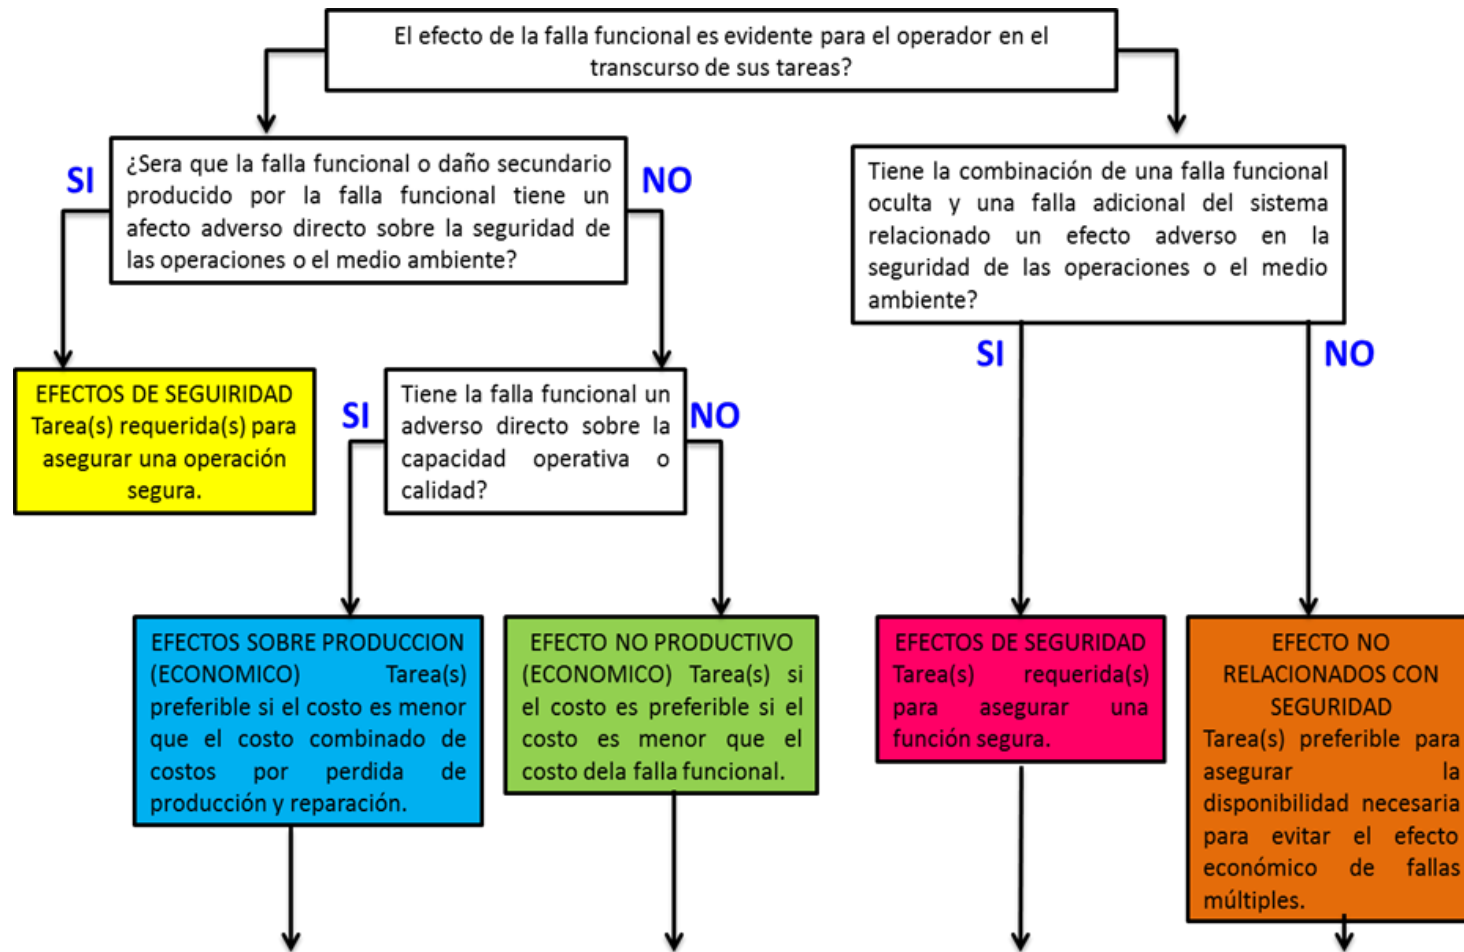 El efecto de la falla funcional es evidente para el operador en el
transcurso de sus tareas?
SI
¿Sera que la falla funcional o daño secundario
producido por la falla funcional tiene un
afecto adverso directo sobre la seguridad de
las operaciones o el medio ambiente?
NO
Tiene la combinación de una falla funcional
oculta y una falla adicional del sistema
relacionado un efecto adverso en la
seguridad de las operaciones o el medio
ambiente?
SI
NO
EFECTOS DE SEGUIRIDAD
Tarea(s) requerida(s) para
asegurar una operación
segura.
SI
Tiene la falla funcional un
adverso directo sobre la
capacidad operativa o
calidad?
NO
EFECTOS SOBRE PRODUCCION
(ECONOMICO) Tarea(s)
preferible si el costo es menor
que el costo combinado de
costos por perdida de
producción y reparación.
EFECTO NO PRODUCTIVO
(ECONOMICO) Tarea(s) si
el costo es preferible si el
costo es menor que el
costo dela falla funcional.
EFECTOS DE SEGURIDAD
Tarea(s) requerida(s)
para asegurar una
función segura.
EFECTO NO
RELACIONADOS CON
SEGURIDAD
Tarea(s) preferible para
asegurar la
disponibilidad necesaria
para evitar el efecto
económico de fallas
múltiples.